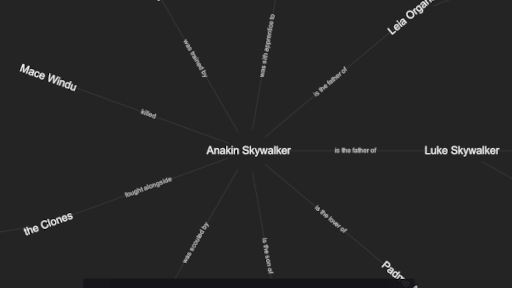 Leia Organ
was trained by
was sith apprentice to
is the father of
Mace Windu
killed
Anakin Skywalker
is the father of
Luke Skywalker
fought alongside
the Clones
was scouted by
is the son of
is the lover of
Padm